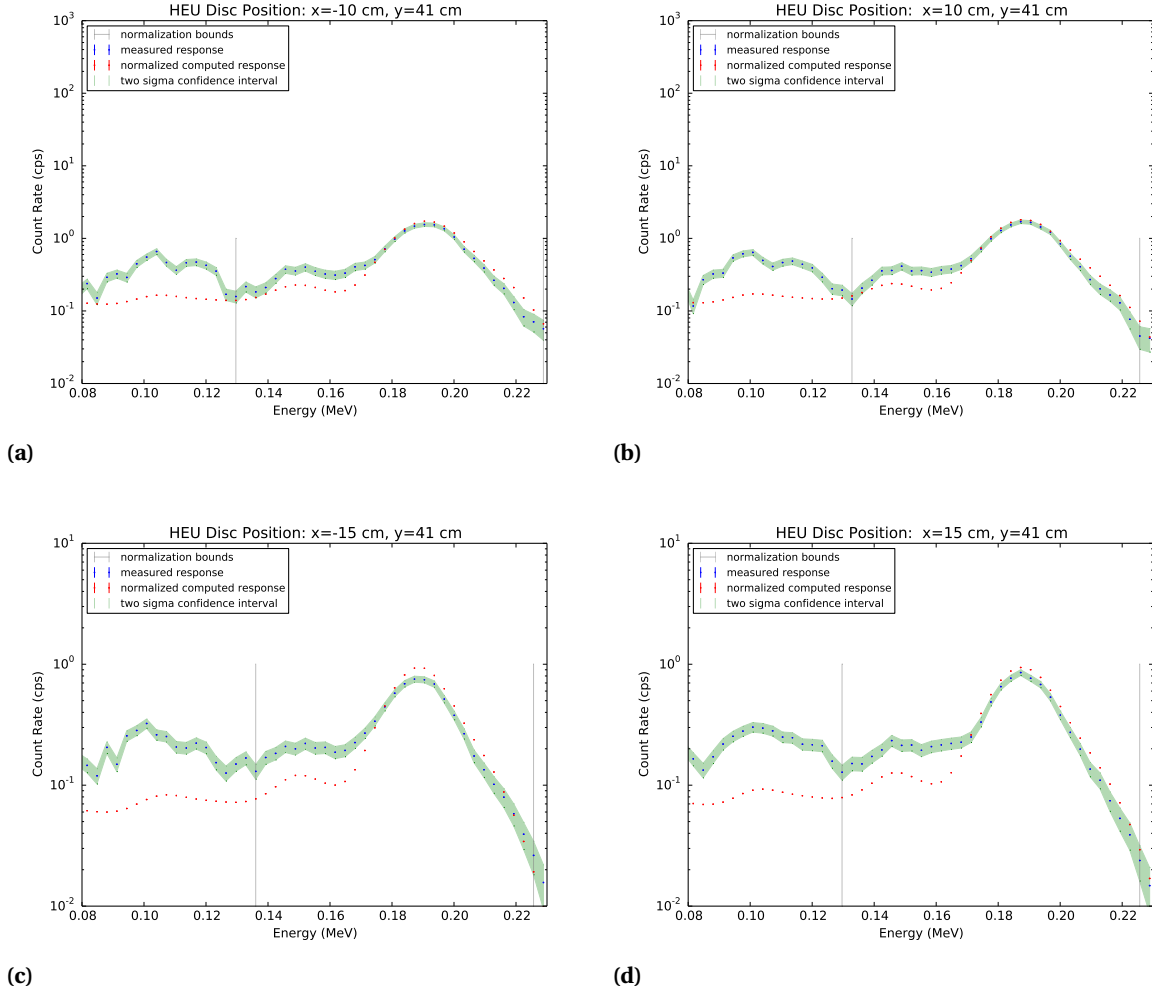 HEU Disc Position: x=-10 cm, y=41 cm
10^3
10^2
10^1
10^0
10^-1
10^-2
Count Rate (cps)
normalization bounds
measured response
normalized computed response
two sigma confidence interval
0.08 0.10 0.12 0.14 0.16 0.18 0.20 0.22
Energy (MeV)
(a)
HEU Disc Position: x=10 cm, y=41 cm
10^3
10^2
10^1
10^0
10^-1
10^-2
Count Rate (cps)
normalization bounds
measured response
normalized computed response
two sigma confidence interval
0.08 0.10 0.12 0.14 0.16 0.18 0.20 0.22
Energy (MeV)
(b)
HEU Disc Position: x=-15 cm, y=41 cm
10^1
10^0
10^-1
10^-2
Count Rate (cps)
normalization bounds
measured response
normalized computed response
two sigma confidence interval
0.08 0.10 0.12 0.14 0.16 0.18 0.20 0.22
Energy (MeV)
(c)
HEU Disc Position: x=15 cm, y=41 cm
10^1
10^0
10^-1
10^-2
Count Rate (cps)
normalization bounds
measured response
normalized computed response
two sigma confidence interval
0.08 0.10 0.12 0.14 0.16 0.18 0.20 0.22
Energy (MeV)
(d)